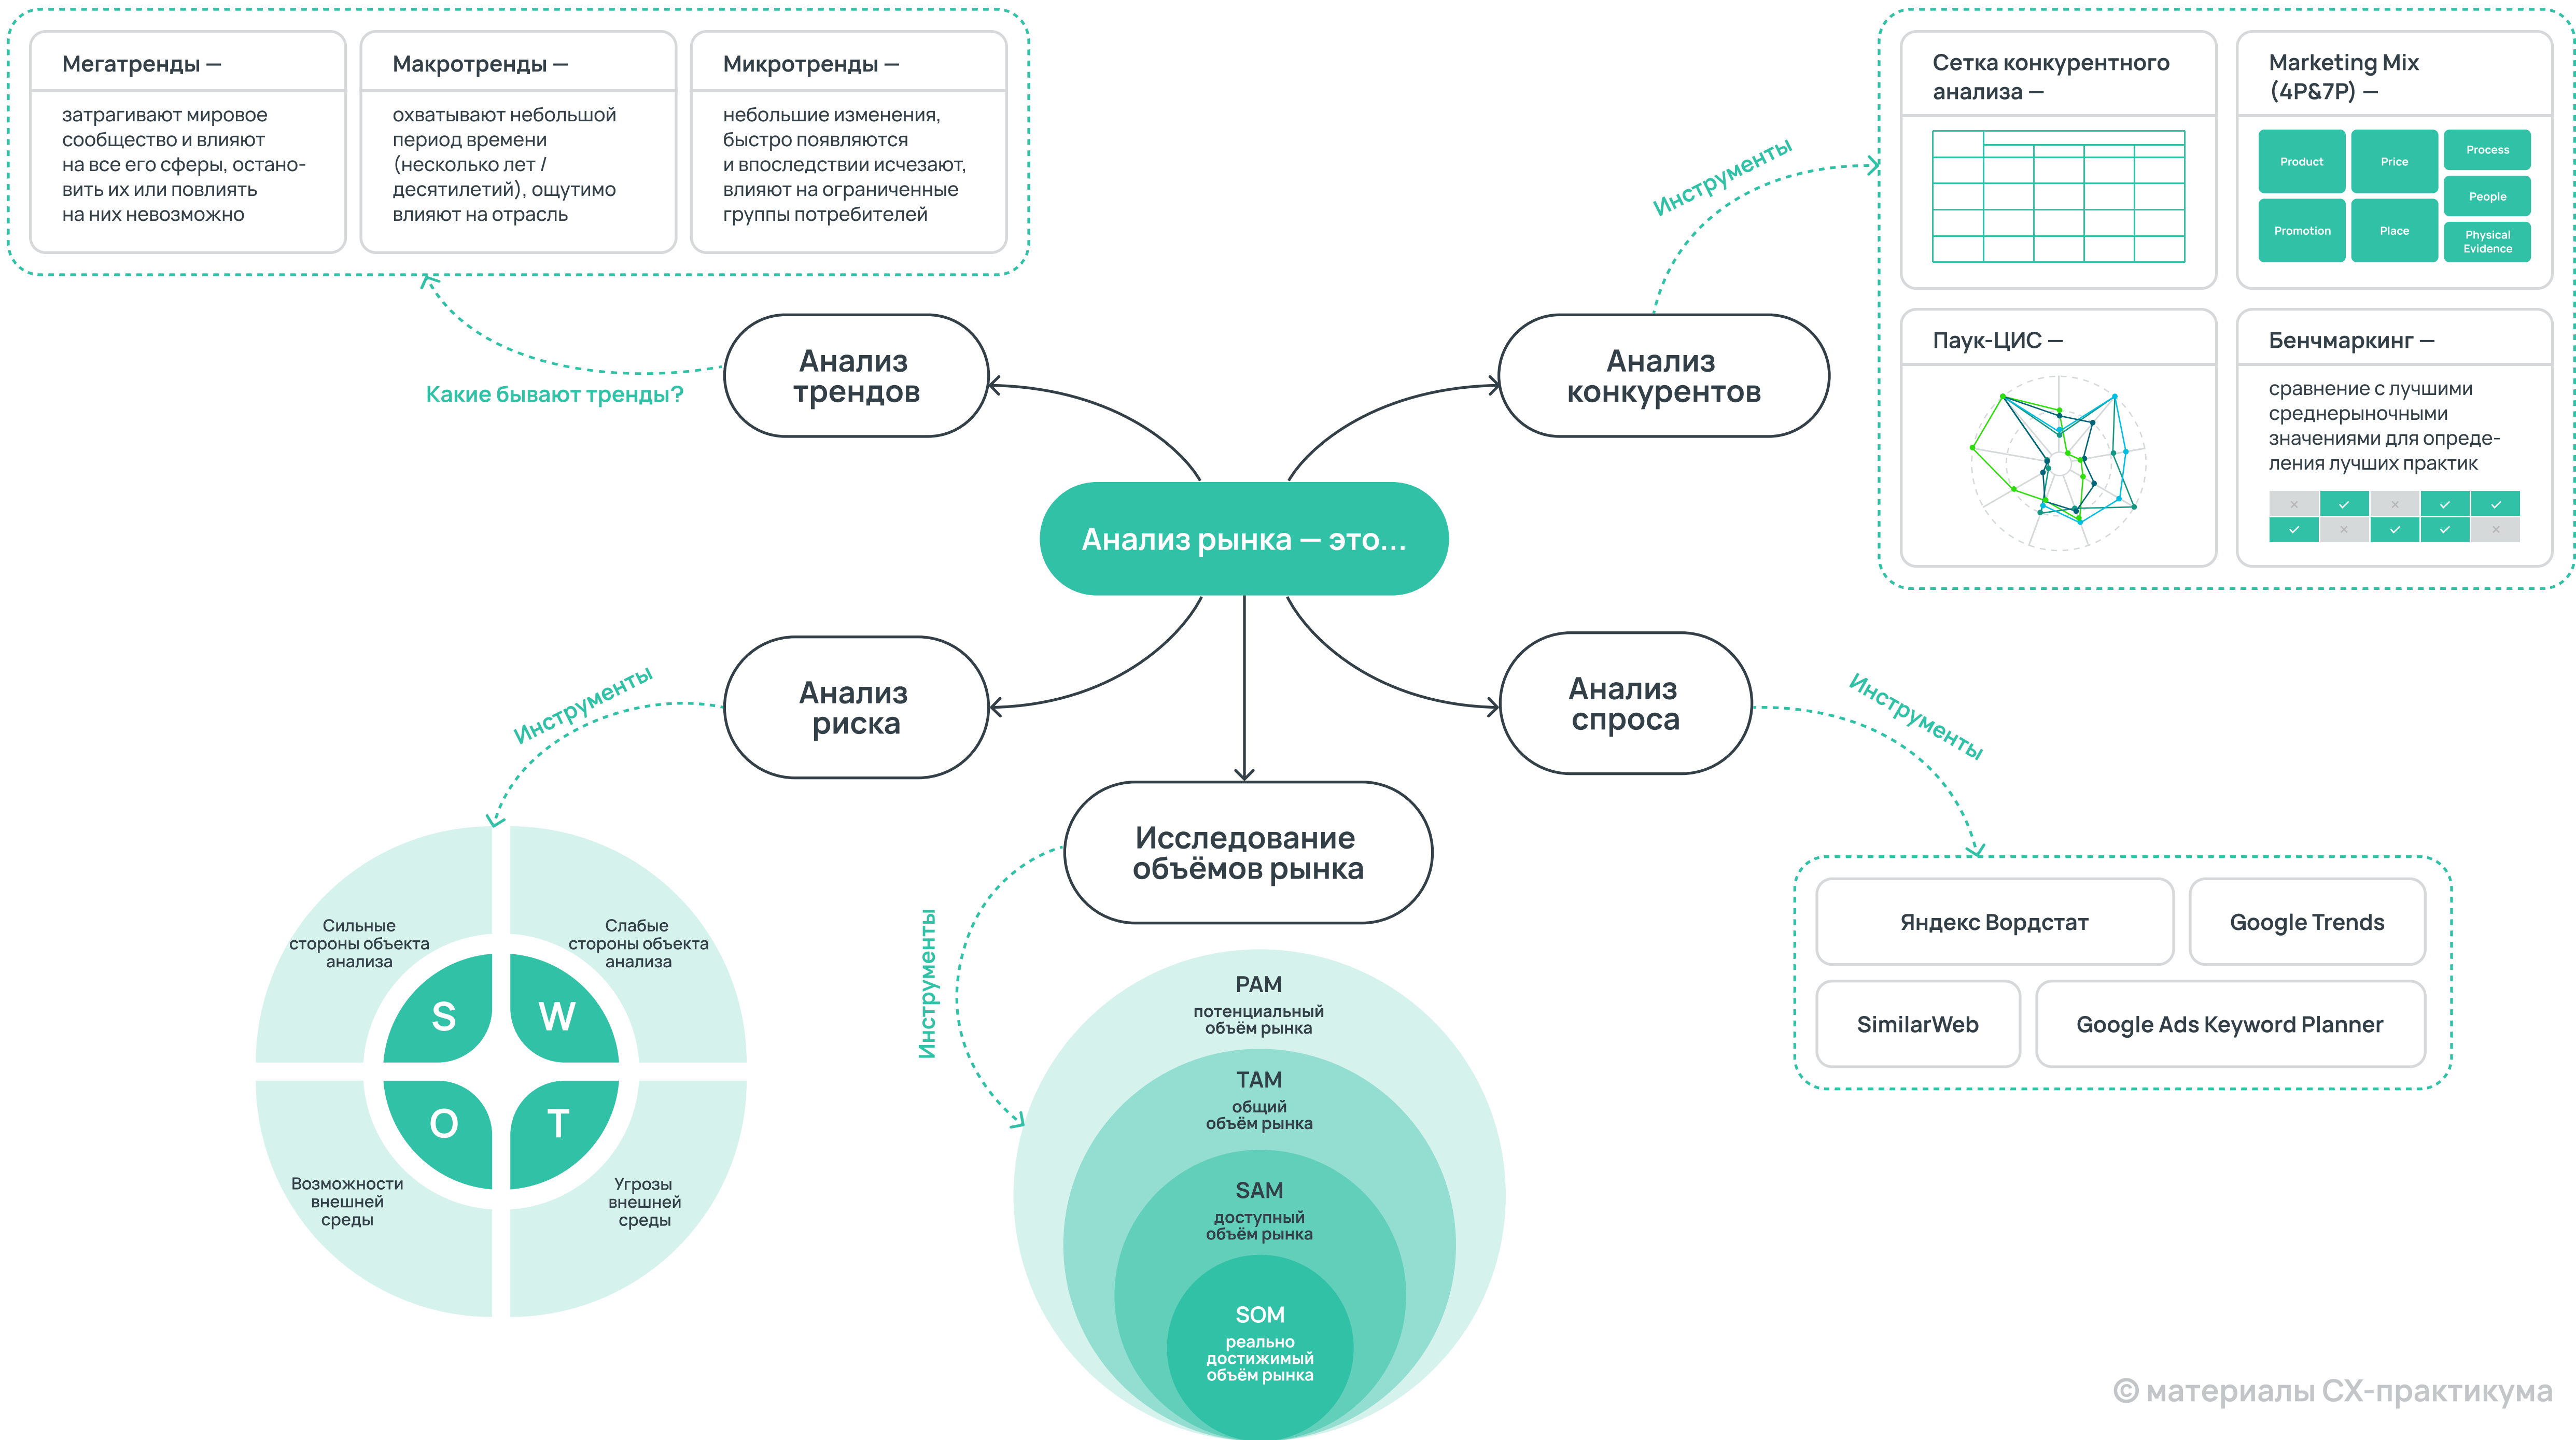 Мегатренды —
затрагивают мировое
сообщество и влияют
на все его сферы, остано-
вить их или повлиять
на них невозможно
Макротренды —
охватывают небольшой
период времени
(несколько лет /
десятилетий), ощутимо
влияют на отрасль
Микротренды —
небольшие изменения,
быстро появляются
и впоследствии исчезают,
влияют на ограниченные
группы потребителей
Какие бывают тренды?
Анализ
трендов
Анализ
конкурентов
Инструменты
Сетка конкурентного
анализа —
Marketing Mix
(4P&7P) —
Product
Price
Process
People
Promotion
Place
Physical
Evidence
Паук-ЦИС —
Бенчмаркинг —
сравнение с лучшими
среднерыночными
значениями для опреде-
ления лучших практик
Анализ рынка — это...
Анализ
риска
Инструменты
Сильные
стороны объекта
анализа
Слабые
стороны объекта
анализа
S
W
O
T
Возможности
внешней
среды
Угрозы
внешней
среды
Исследование
объёмов рынка
Инструменты
PAM
потенциальный
объём рынка
TAM
общий
объём рынка
SAM
доступный
объём рынка
SOM
реально
достижимый
объём рынка
Анализ
спроса
Инструменты
Яндекс Вордстат
Google Trends
SimilarWeb
Google Ads Keyword Planner
© материалы CX-практикума